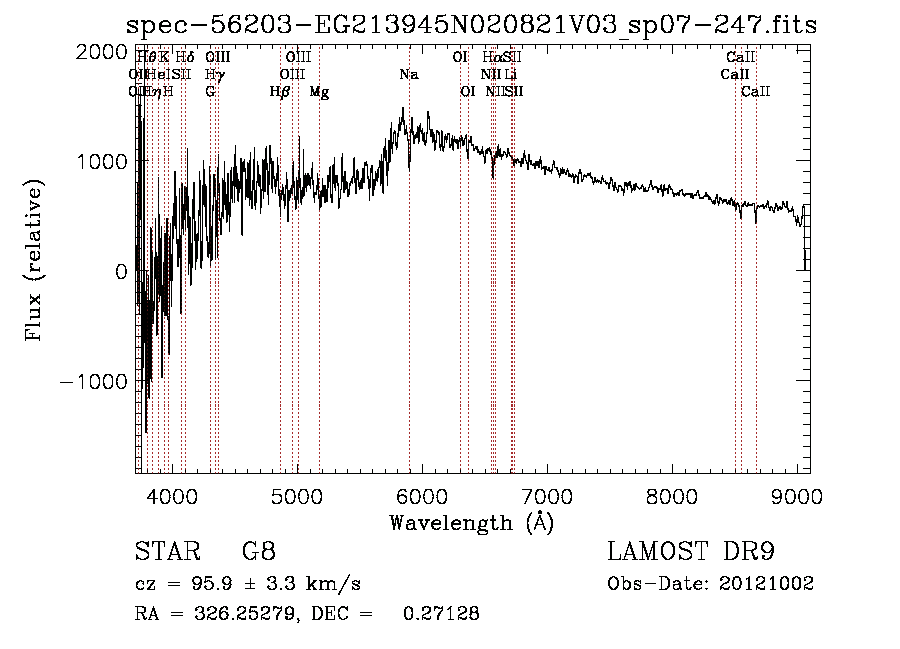 spec-56203-EG213945N020821V03_sp07-247.fits
Hθ K Hδ OIII OIII OI Hα SII CaII
OII HeI SII Hγ OIII Na NII Li CaII
OII Hη H G Hβ Mg OI NII SII CaII
2000
1000
0
-1000
Flux (relative)
4000 5000 6000 7000 8000 9000
Wavelength (Å)
STAR G8
LAMOST DR9
cz = 95.9 ± 3.3 km/s
Obs-Date: 20121002
RA = 326.25279, DEC = 0.27128